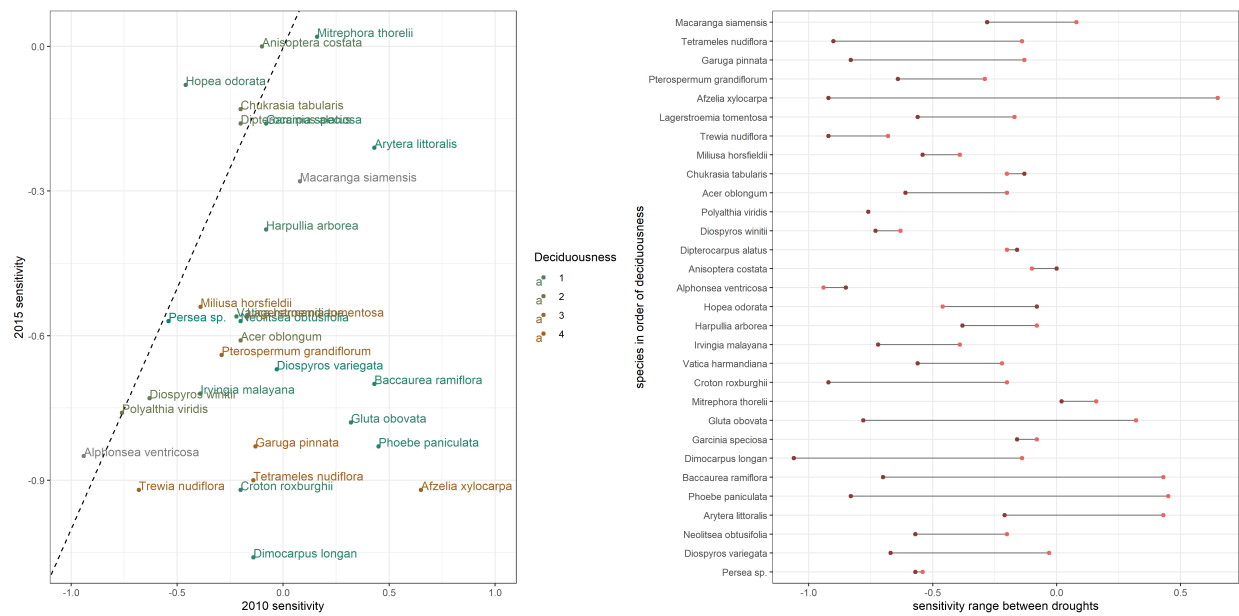 Mitrephora thorelii
Anisoptera costata
Hopea odorata
Chukrasia tabularis
Dipterocarpus alatus
Garcinia speciosa
Arytera littoralis
Macaranga siamensis
Harpullia arborea
Miliusa horsfieldii
Vatica harmandiana
Lagerstroemia tomentosa
Persea sp.
Neolitsea obtusifolia
Acer oblongum
Pterospermum grandiflorum
Diospyros variegata
Baccaurea ramiflora
Irvingia malayana
Diospyros winitii
Polyalthia viridis
Gluta obovata
Garuga pinnata
Phoebe paniculata
Alphonsea ventricosa
Tetrameles nudiflora
Trewia nudiflora
Croton roxburghii
Afzelia xylocarpa
Dimocarpus longan
0.0
-0.3
-0.6
-0.9
2015 sensitivity
-1.0
-0.5
0.0
0.5
1.0
2010 sensitivity
Deciduousness
a 1
a 2
a 3
a 4
species in order of deciduousness
Macaranga siamensis
Tetrameles nudiflora
Garuga pinnata
Pterospermum grandiflorum
Afzelia xylocarpa
Lagerstroemia tomentosa
Trewia nudiflora
Miliusa horsfieldii
Chukrasia tabularis
Acer oblongum
Polyalthia viridis
Diospyros winitii
Dipterocarpus alatus
Anisoptera costata
Alphonsea ventricosa
Hopea odorata
Harpullia arborea
Irvingia malayana
Vatica harmandiana
Croton roxburghii
Mitrephora thorelii
Gluta obovata
Garcinia speciosa
Dimocarpus longan
Baccaurea ramiflora
Phoebe paniculata
Arytera littoralis
Neolitsea obtusifolia
Diospyros variegata
Persea sp.
-1.0
-0.5
0.0
0.5
sensitivity range between droughts